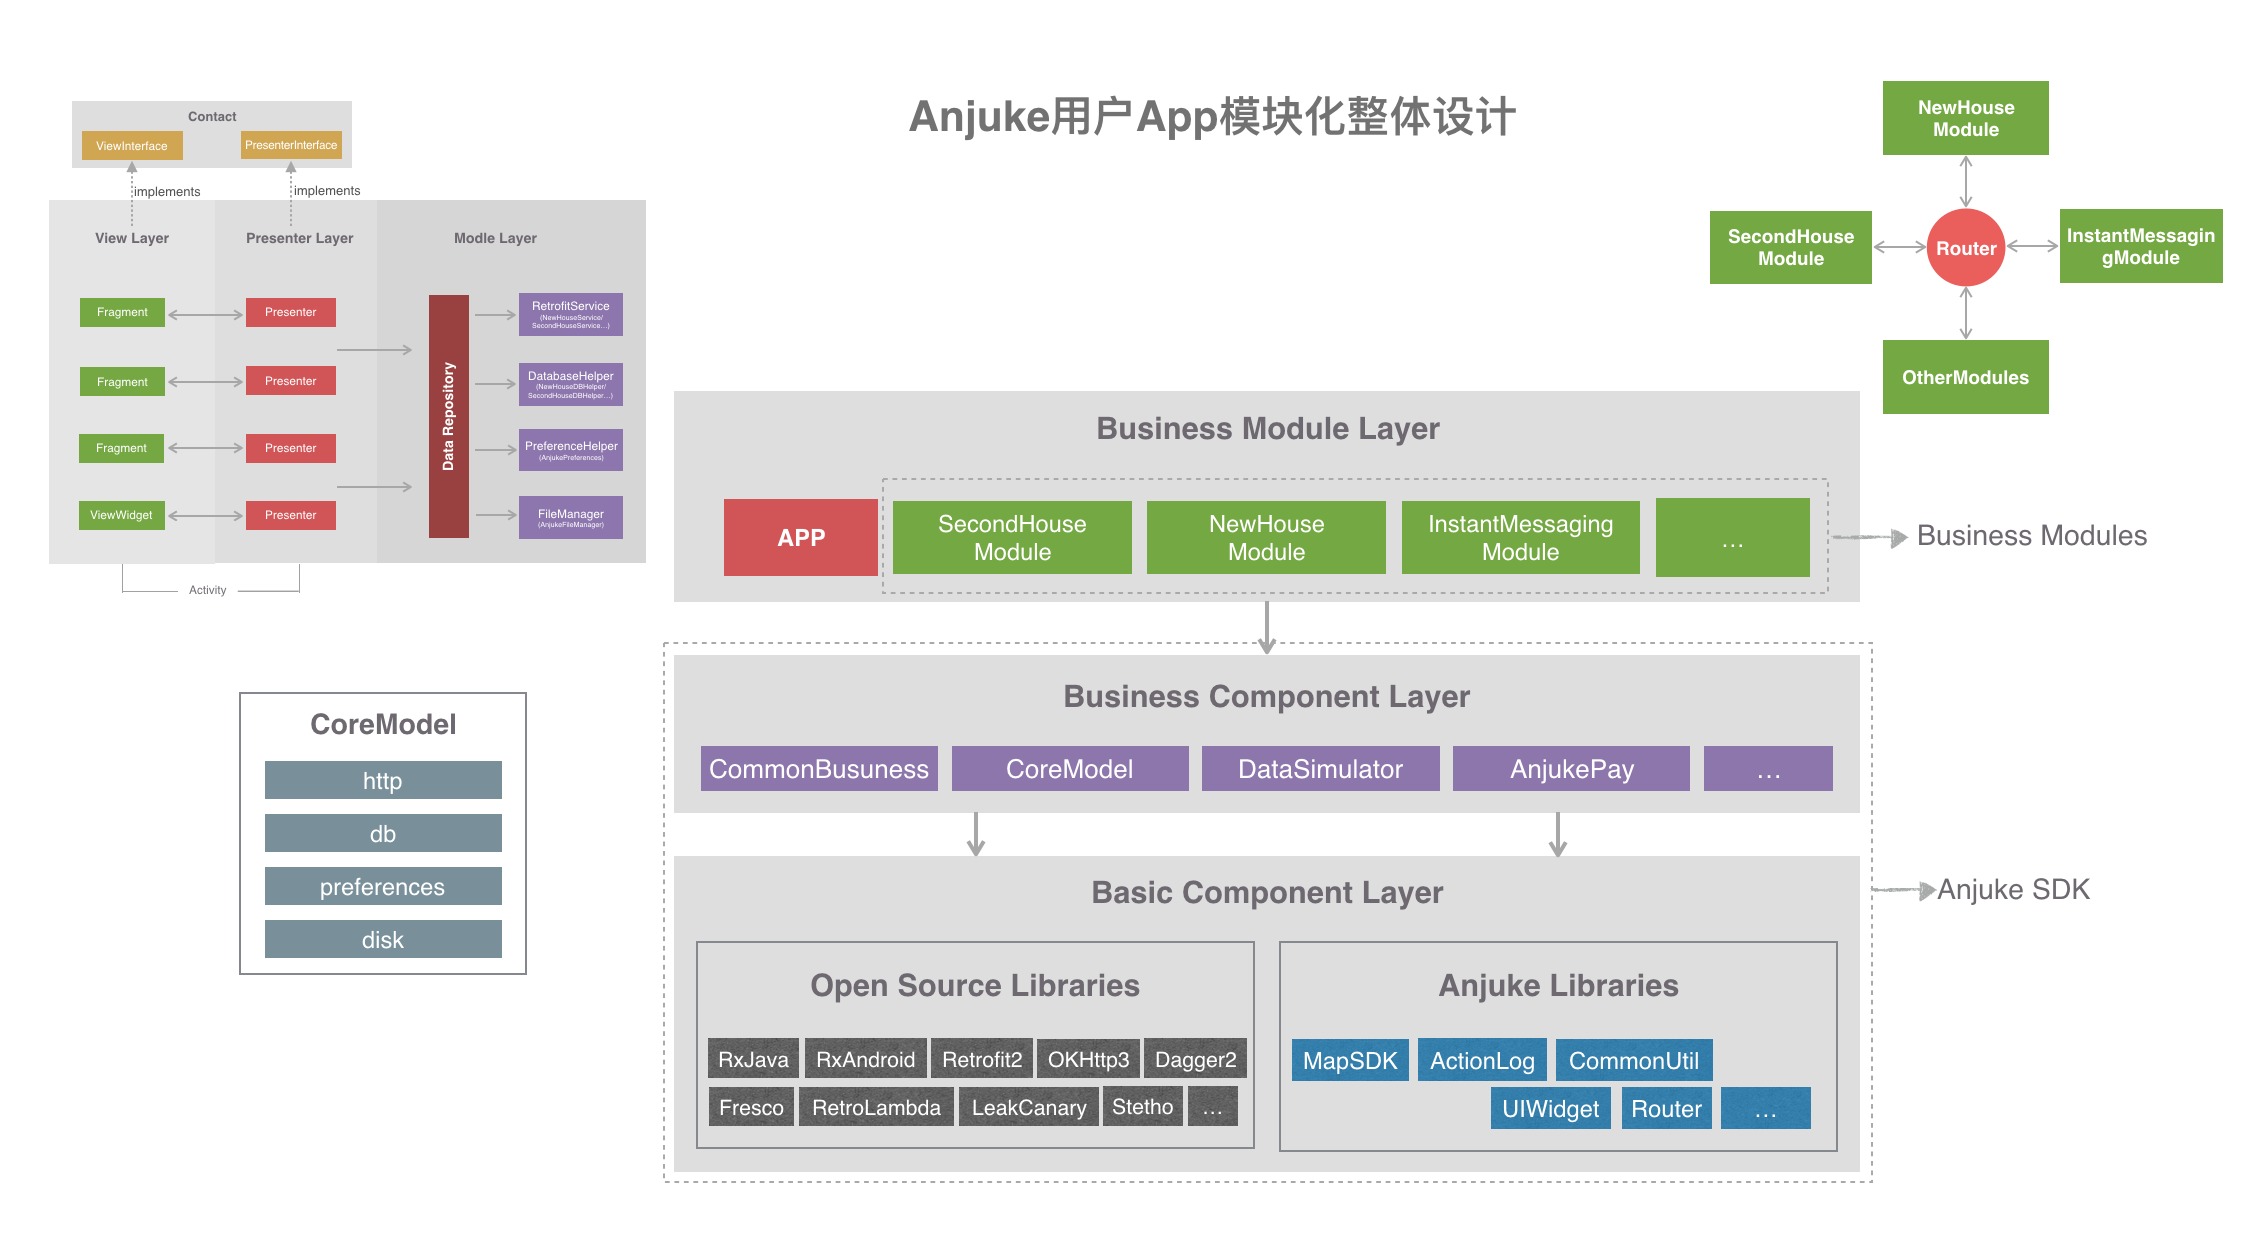 Anjuke用户App模块化整体设计
Contact
ViewInterface
PresenterInterface
implements
implements
View Layer
Presenter Layer
Modle Layer
Fragment
Presenter
Fragment
Presenter
Fragment
Presenter
ViewWidget
Presenter
Data Repository
RetrofitService
(NewHouseService/
SecondHouseService...)
DatabaseHelper
(NewHouseDBHelper/
SecondHouseDBHelper...)
PreferenceHelper
(AnjukePreferences)
FileManager
(AnjukeFileManager)
Activity
NewHouse
Module
SecondHouse
Module
Router
InstantMessagin
gModule
OtherModules
Business Module Layer
APP
SecondHouse
Module
NewHouse
Module
InstantMessaging
Module
...
Business Modules
CoreModel
http
db
preferences
disk
Business Component Layer
CommonBusuness
CoreModel
DataSimulator
AnjukePay
...
Basic Component Layer
Anjuke SDK
Open Source Libraries
RxJava
RxAndroid
Retrofit2
OKHttp3
Dagger2
Fresco
RetroLambda
LeakCanary
Stetho
...
Anjuke Libraries
MapSDK
ActionLog
CommonUtil
UIWidget
Router
...